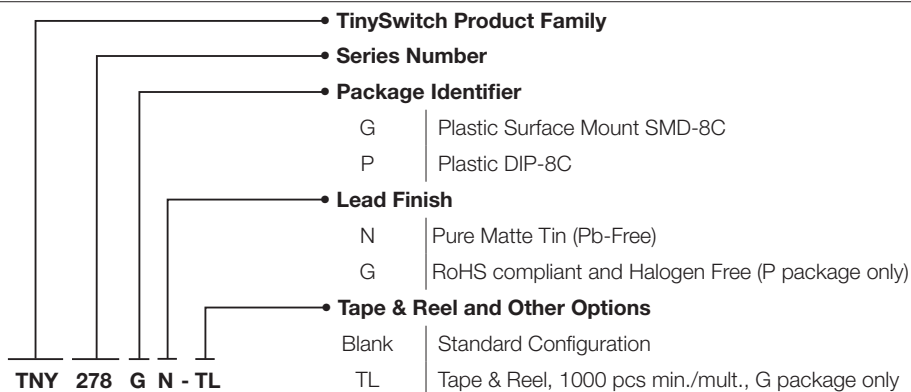 • TinySwitch Product Family
• Series Number
• Package Identifier
G Plastic Surface Mount SMD-8C
P Plastic DIP-8C
• Lead Finish
N Pure Matte Tin (Pb-Free)
G RoHS compliant and Halogen Free (P package only)
• Tape & Reel and Other Options
Blank Standard Configuration
TNY 278 G N - TL TL Tape & Reel, 1000 pcs min./mult., G package only